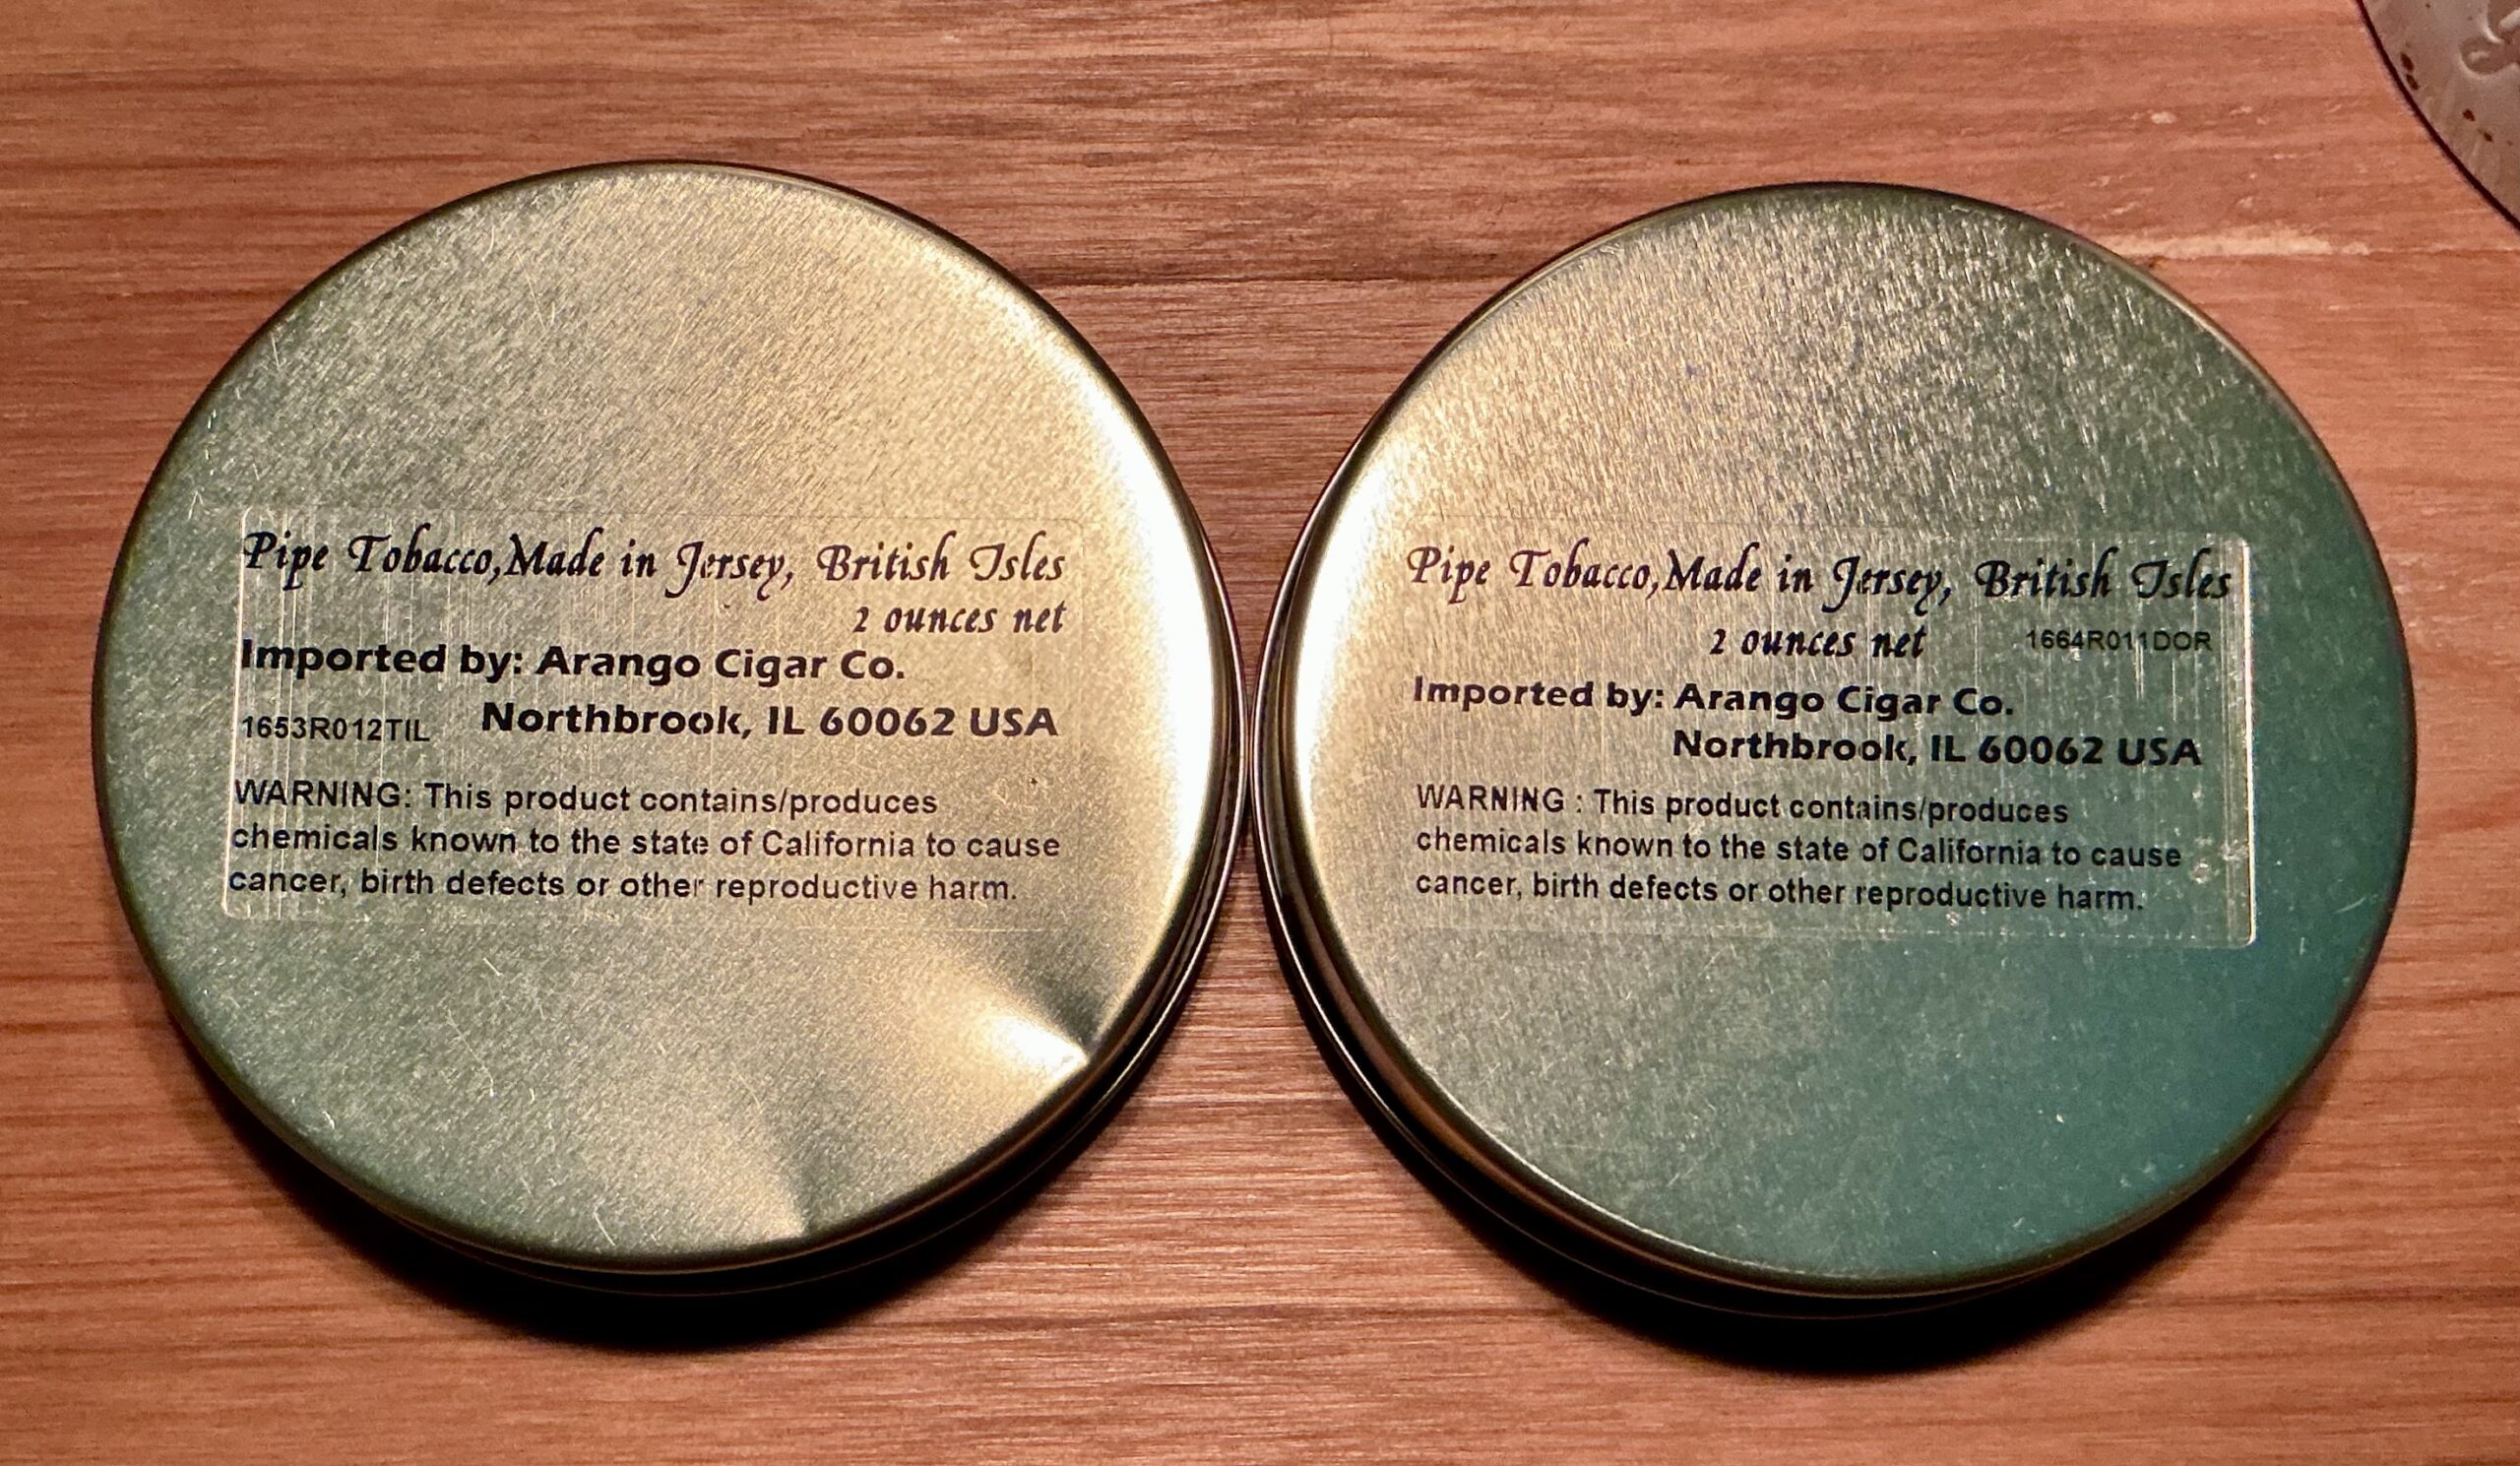 Pipe Tobacco,Made in Jersey, British Isles
2 ounces net
Imported by: Arango Cigar Co.
1653R012TIL Northbrook, IL 60062 USA
WARNING: This product contains/produces
chemicals known to the state of California to cause
cancer, birth defects or other reproductive harm.
Pipe Tobacco,Made in Jersey, British Isles
2 ounces net 1664R011DOR
Imported by: Arango Cigar Co.
Northbrook, IL 60062 USA
WARNING : This product contains/produces
chemicals known to the state of California to cause
cancer, birth defects or other reproductive harm.